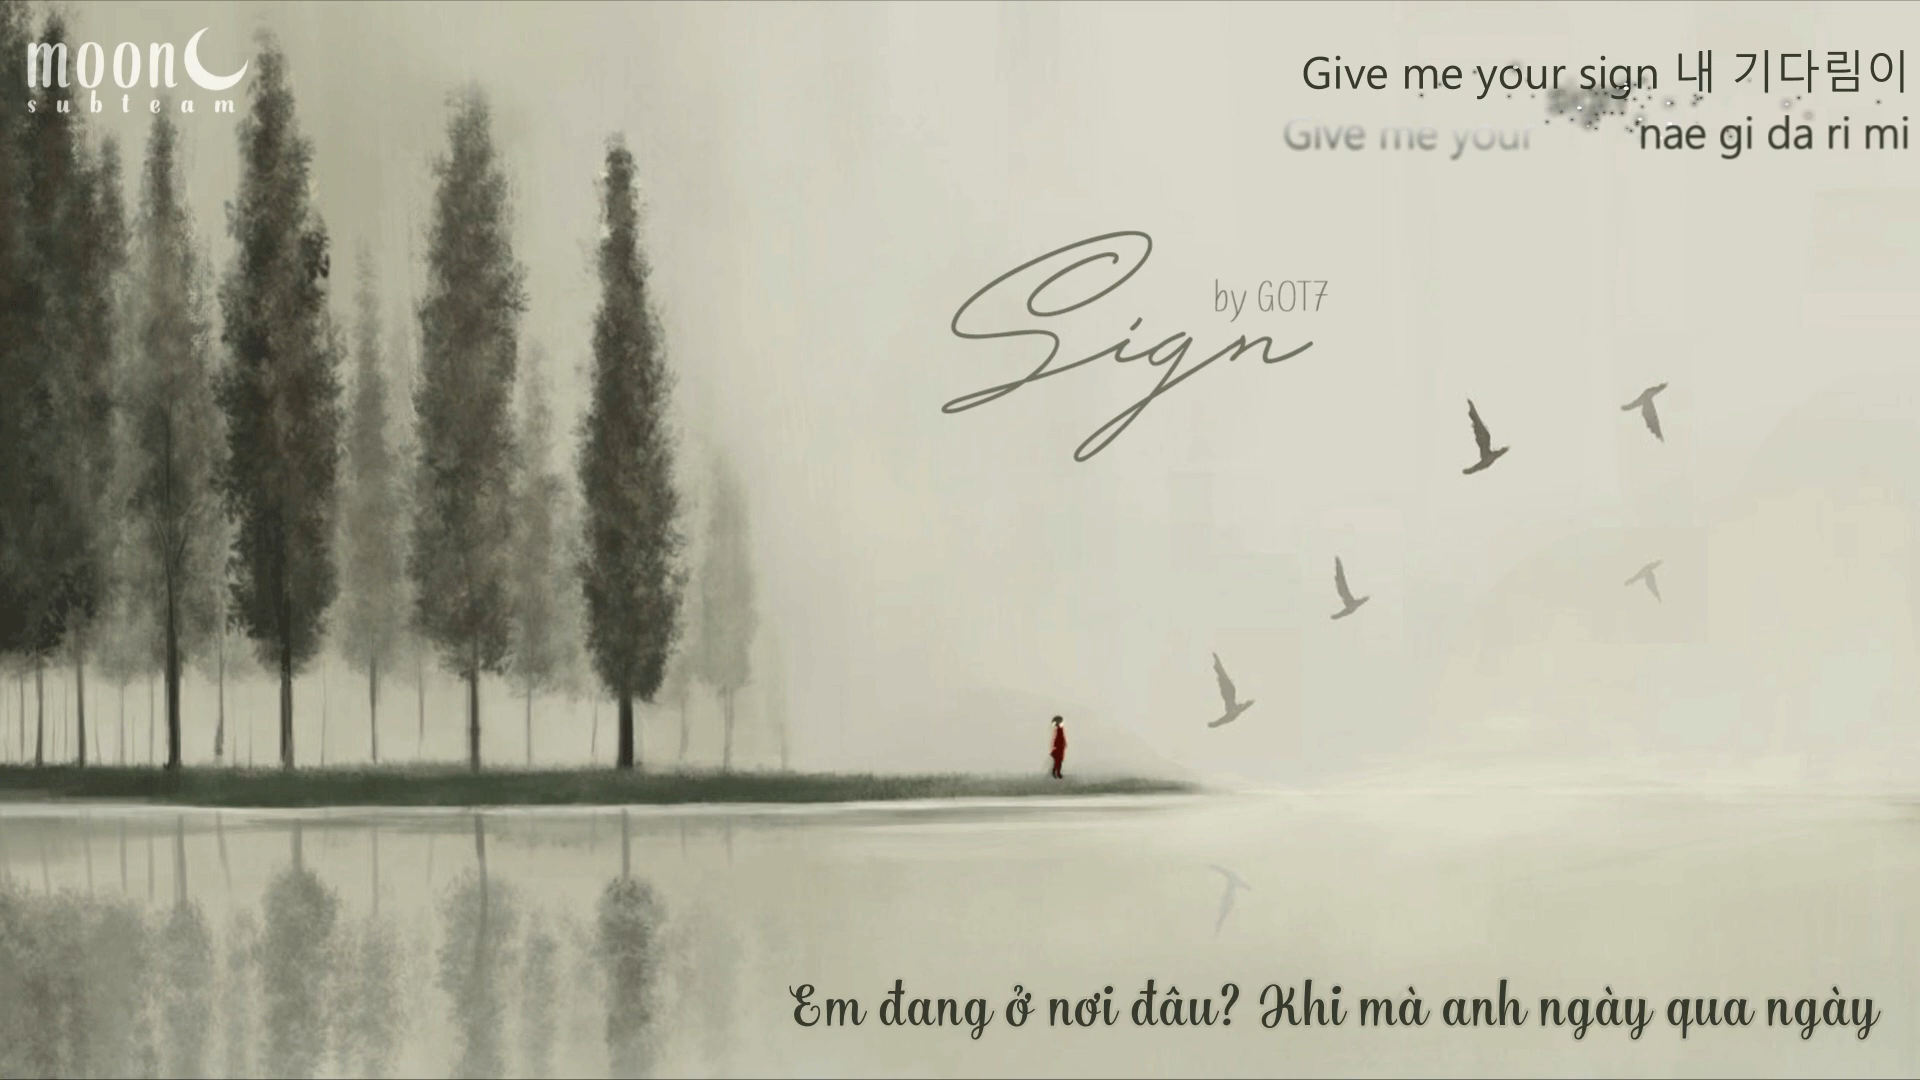 moon
subteam
Give me your sign 내 기다림이
Give me your sign nae gi da ri mi
by GOT7
Sign
Em đang ở nơi đâu? Khi mà anh ngày qua ngày